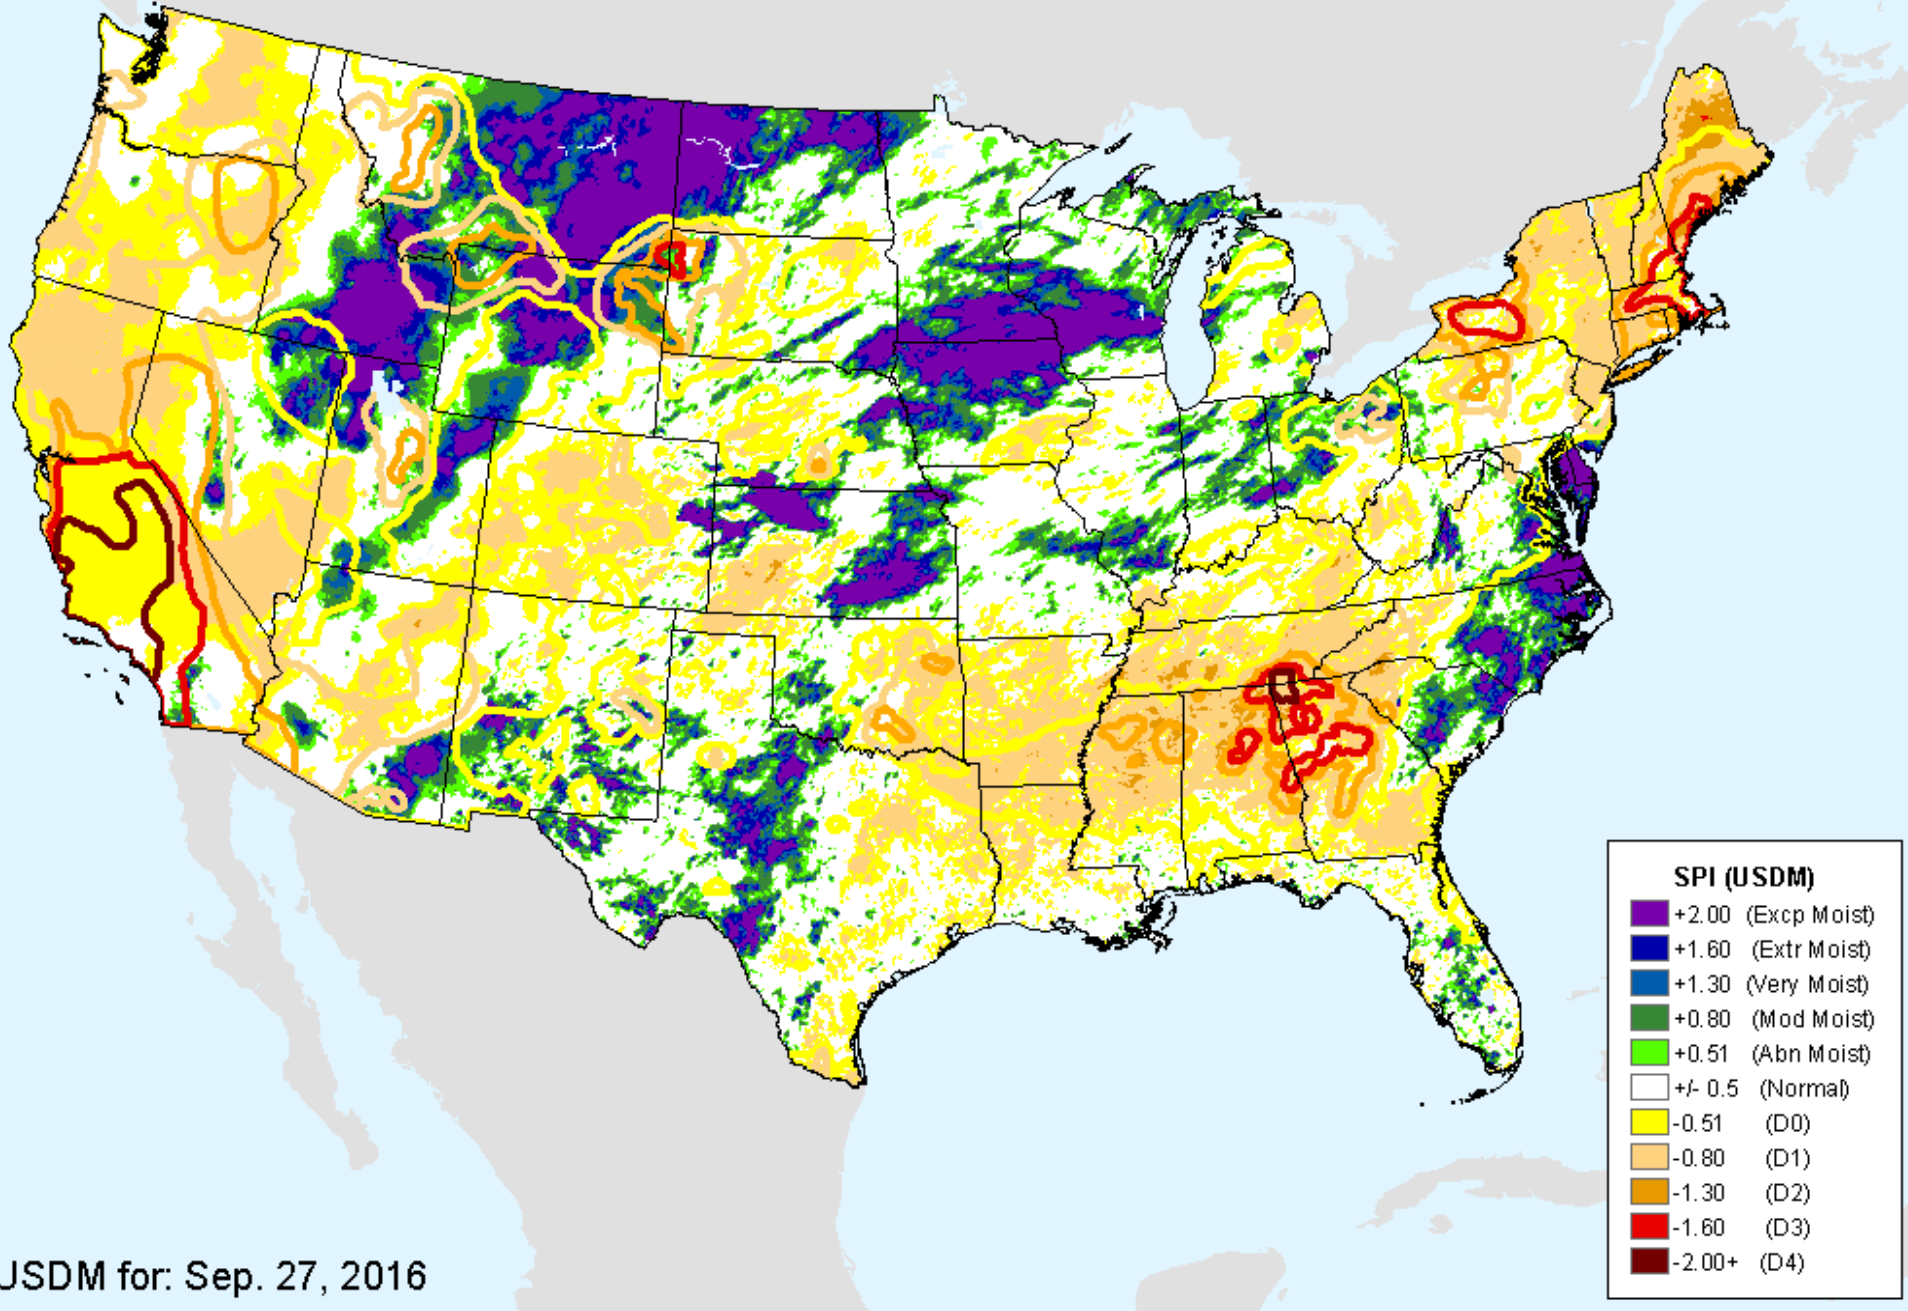 SPI (USDM)
+2.00 (Excp Moist)
+1.60 (Extr Moist)
+1.30 (Very Moist)
+0.80 (Mod Moist)
+0.51 (Abn Moist)
+/- 0.5 (Normal)
-0.51 (D0)
-0.80 (D1)
-1.30 (D2)
-1.60 (D3)
-2.00+ (D4)
USDM for: Sep. 27, 2016